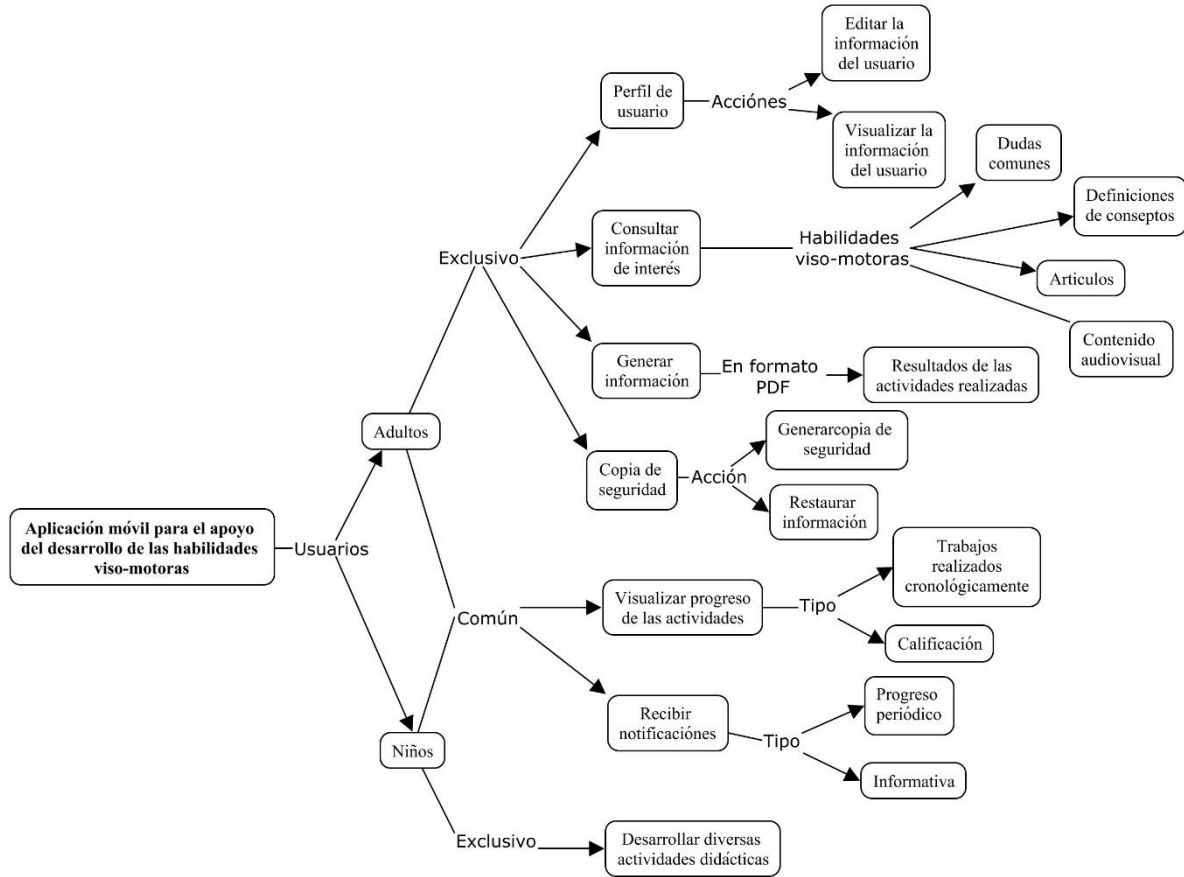 Editar la
información
del usuario
Perfil de
usuario
Acciónes
Visualizar la
información
del usuario
Dudas
comunes
Definiciones
de conseptos
Exclusivo
Consultar
información
de interés
Habilidades
viso-motoras
Articulos
Contenido
audiovisual
Generar
información
En formato
PDF
Resultados de las
actividades realizadas
Adultos
Generarcopia de
seguridad
Copia de
seguridad
Acción
Restaurar
información
Aplicación móvil para el apoyo
del desarrollo de las habilidades
viso-motoras
Usuarios
Trabajos
realizados
cronológicamente
Común
Visualizar progreso
de las actividades
Tipo
Calificación
Progreso
periódico
Recibir
notificaciónes
Tipo
Informativa
Niños
Exclusivo
Desarrollar diversas
actividades didácticas